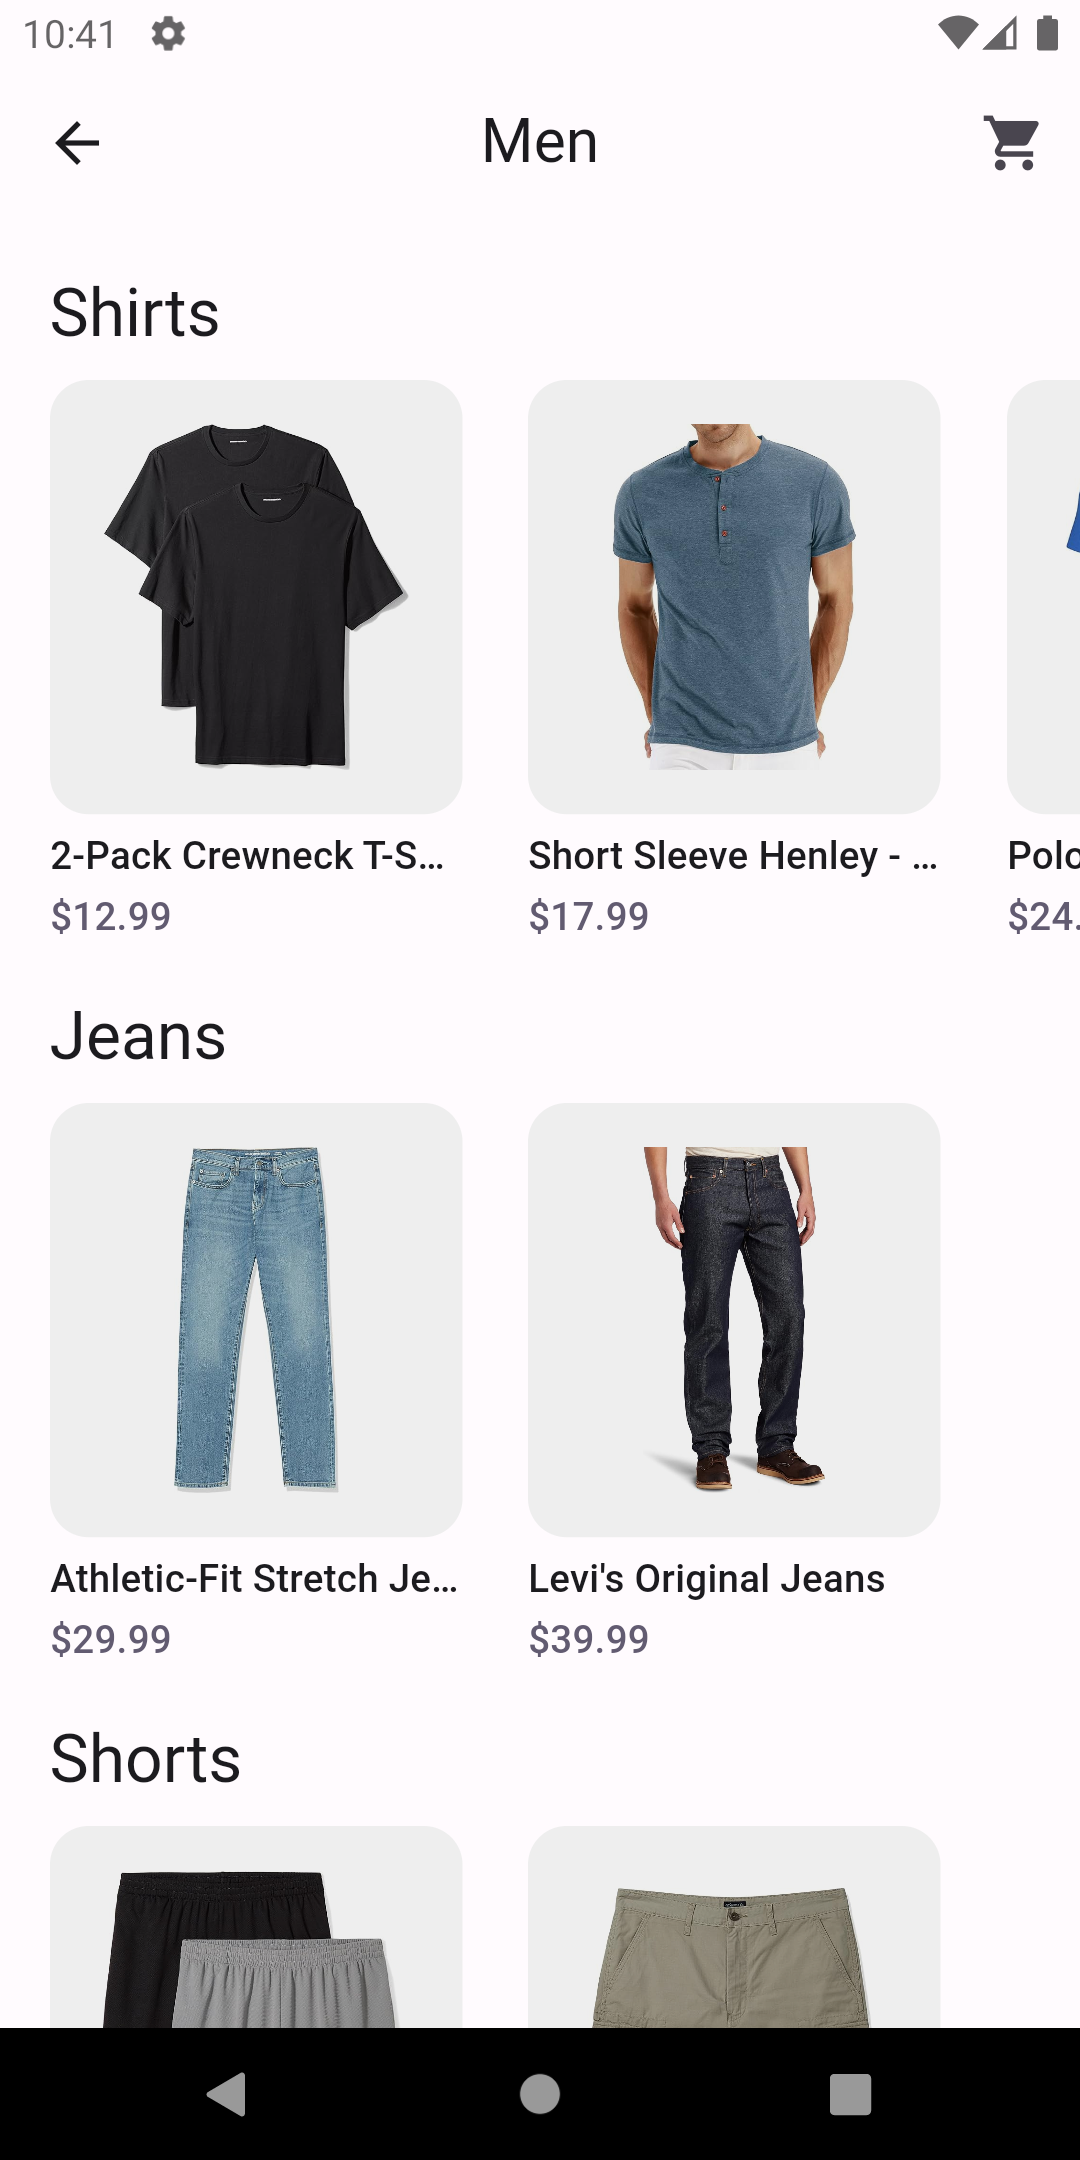 10:41
Men
Shirts
2-Pack Crewneck T-S...
$12.99
Short Sleeve Henley - ...
$17.99
Polo
$24.
Jeans
Athletic-Fit Stretch Je...
$29.99
Levi's Original Jeans
$39.99
Shorts